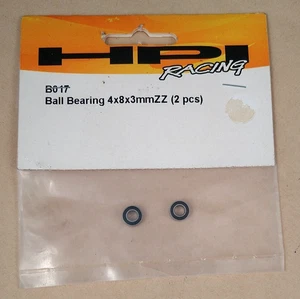 HPI
RACING
B017
Ball Bearing 4x8x3mmZZ (2 pcs)